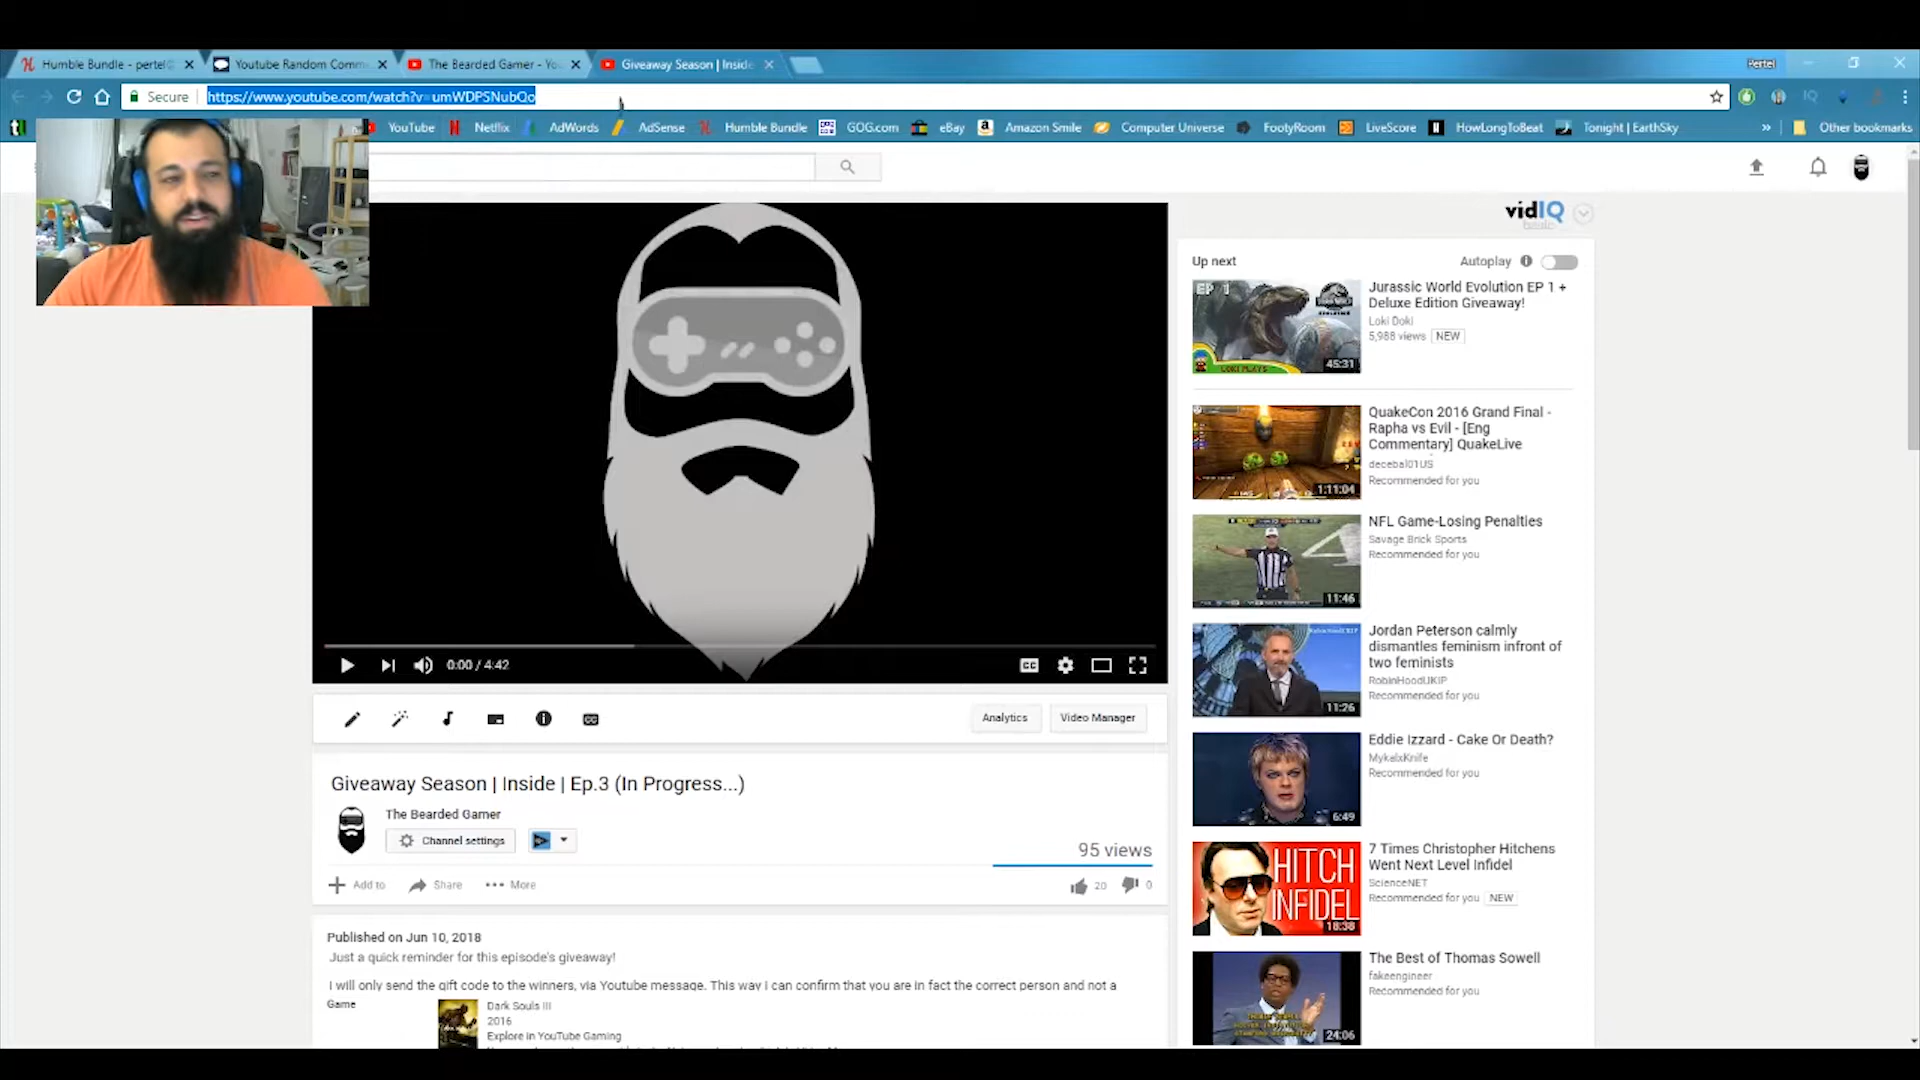 Humble Bundle - pertel
Youtube Random Comm
The Bearded Gamer - Yo
Giveaway Season | Inside
Pertel
Secure
https://www.youtube.com/watch?v=umWDPSNubQo
YouTube
Netflix
AdWords
AdSense
Humble Bundle
GOG.com
eBay
Amazon Smile
Computer Universe
FootyRoom
LiveScore
HowLongToBeat
Tonight | EarthSky
»
Other bookmarks
vidIQ
Up next
Autoplay
EP 1
LOKI PLAYS
45:31
Jurassic World Evolution EP 1 +
Deluxe Edition Giveaway!
Loki Doki
5,988 views NEW
1:11:04
QuakeCon 2016 Grand Final -
Rapha vs Evil - [Eng
Commentary] QuakeLive
decebal01US
Recommended for you
11:46
NFL Game-Losing Penalties
Savage Brick Sports
Recommended for you
11:26
Jordan Peterson calmly
dismantles feminism infront of
two feminists
RobinHoodUKIP
Recommended for you
6:49
Eddie Izzard - Cake Or Death?
MykalxKnife
Recommended for you
HITCH
INFIDEL
18:38
7 Times Christopher Hitchens
Went Next Level Infidel
ScienceNET
Recommended for you NEW
24:06
The Best of Thomas Sowell
fakeengineer
Recommended for you
0:00 / 4:42
CC
Analytics
Video Manager
Giveaway Season | Inside | Ep.3 (In Progress...)
The Bearded Gamer
Channel settings
95 views
Add to
Share
More
20
0
Published on Jun 10, 2018
Just a quick reminder for this episode's giveaway!
I will only send the gift code to the winners, via Youtube message. This way I can confirm that you are in fact the correct person and not a
Game
Dark Souls III
2016
Explore in YouTube Gaming